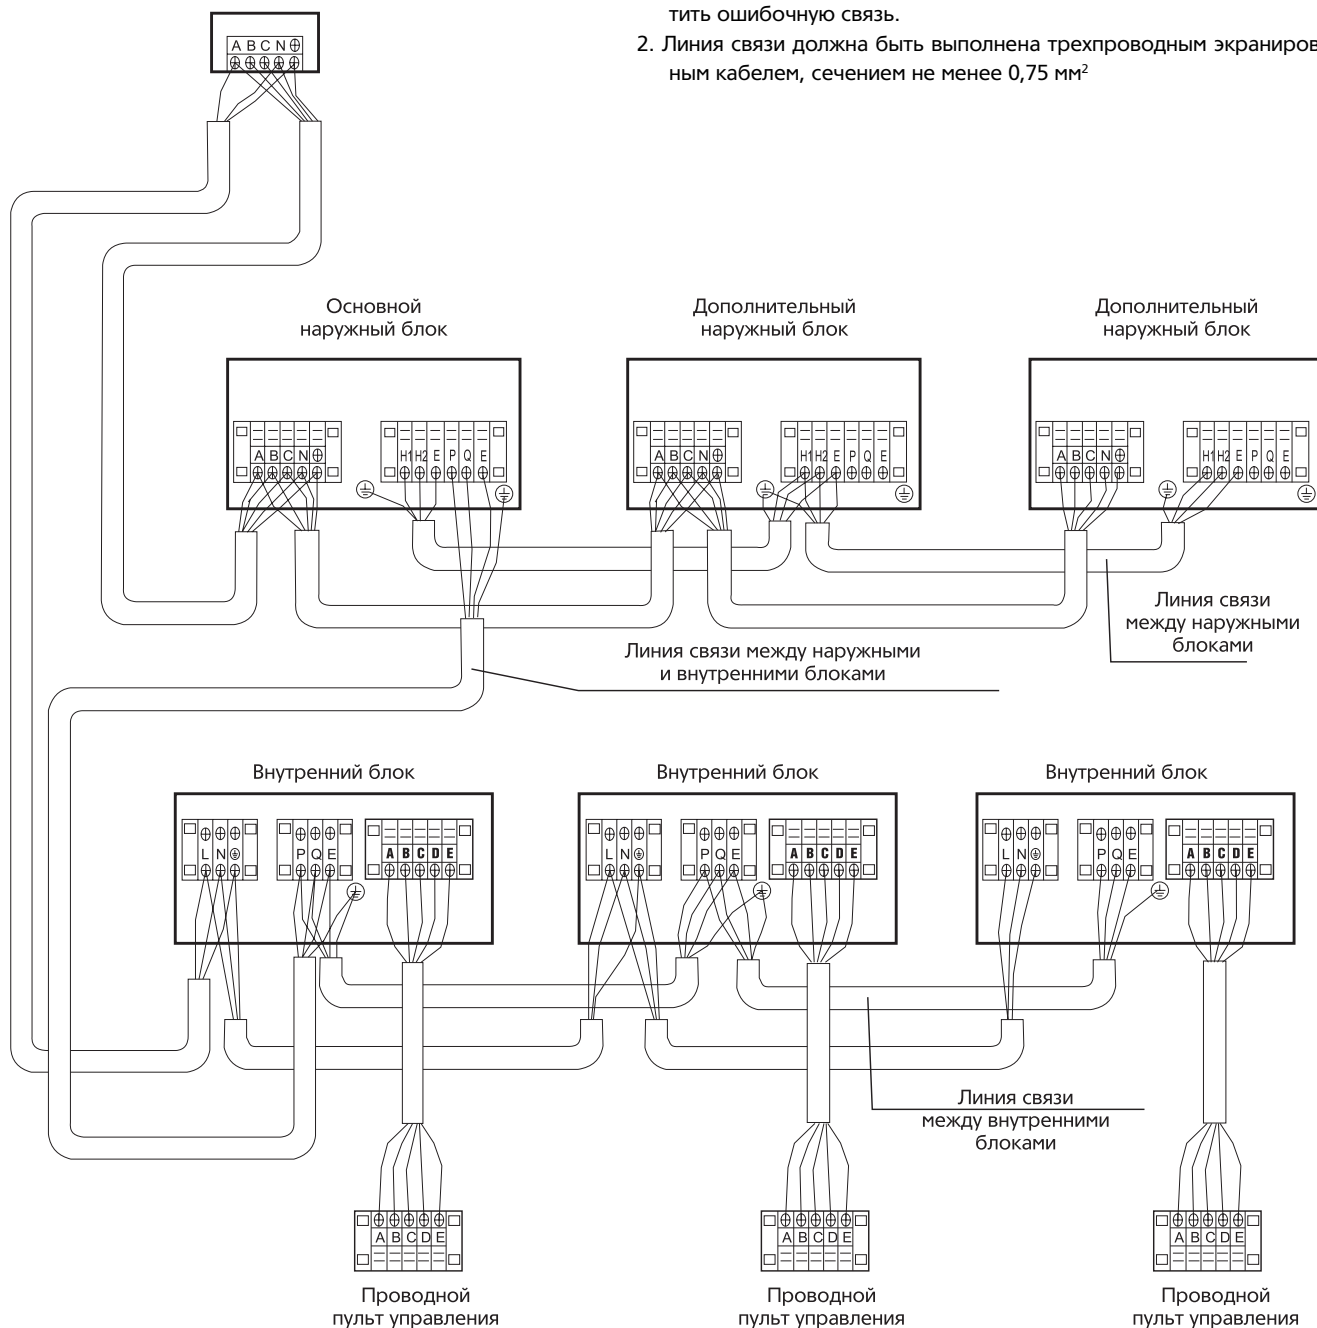 тить ошибочную связь.
2. Линия связи должна быть выполнена трехпроводным экраниров
ным кабелем, сечением не менее 0,75 мм²
A B C N
Основной
наружный блок
Дополнительный
наружный блок
Дополнительный
наружный блок
A B C N
H1 H2 E P Q E
A B C N
H1 H2 E P Q E
A B C N
H1 H2 E P Q E
Линия связи
между наружными
блоками
Линия связи между наружными
и внутренними блоками
Внутренний блок
Внутренний блок
Внутренний блок
L N
P Q E
A B C D E
L N
P Q E
A B C D E
L N
P Q E
A B C D E
Линия связи
между внутренними
блоками
A B C D E
A B C D E
A B C D E
Проводной
пульт управления
Проводной
пульт управления
Проводной
пульт управления